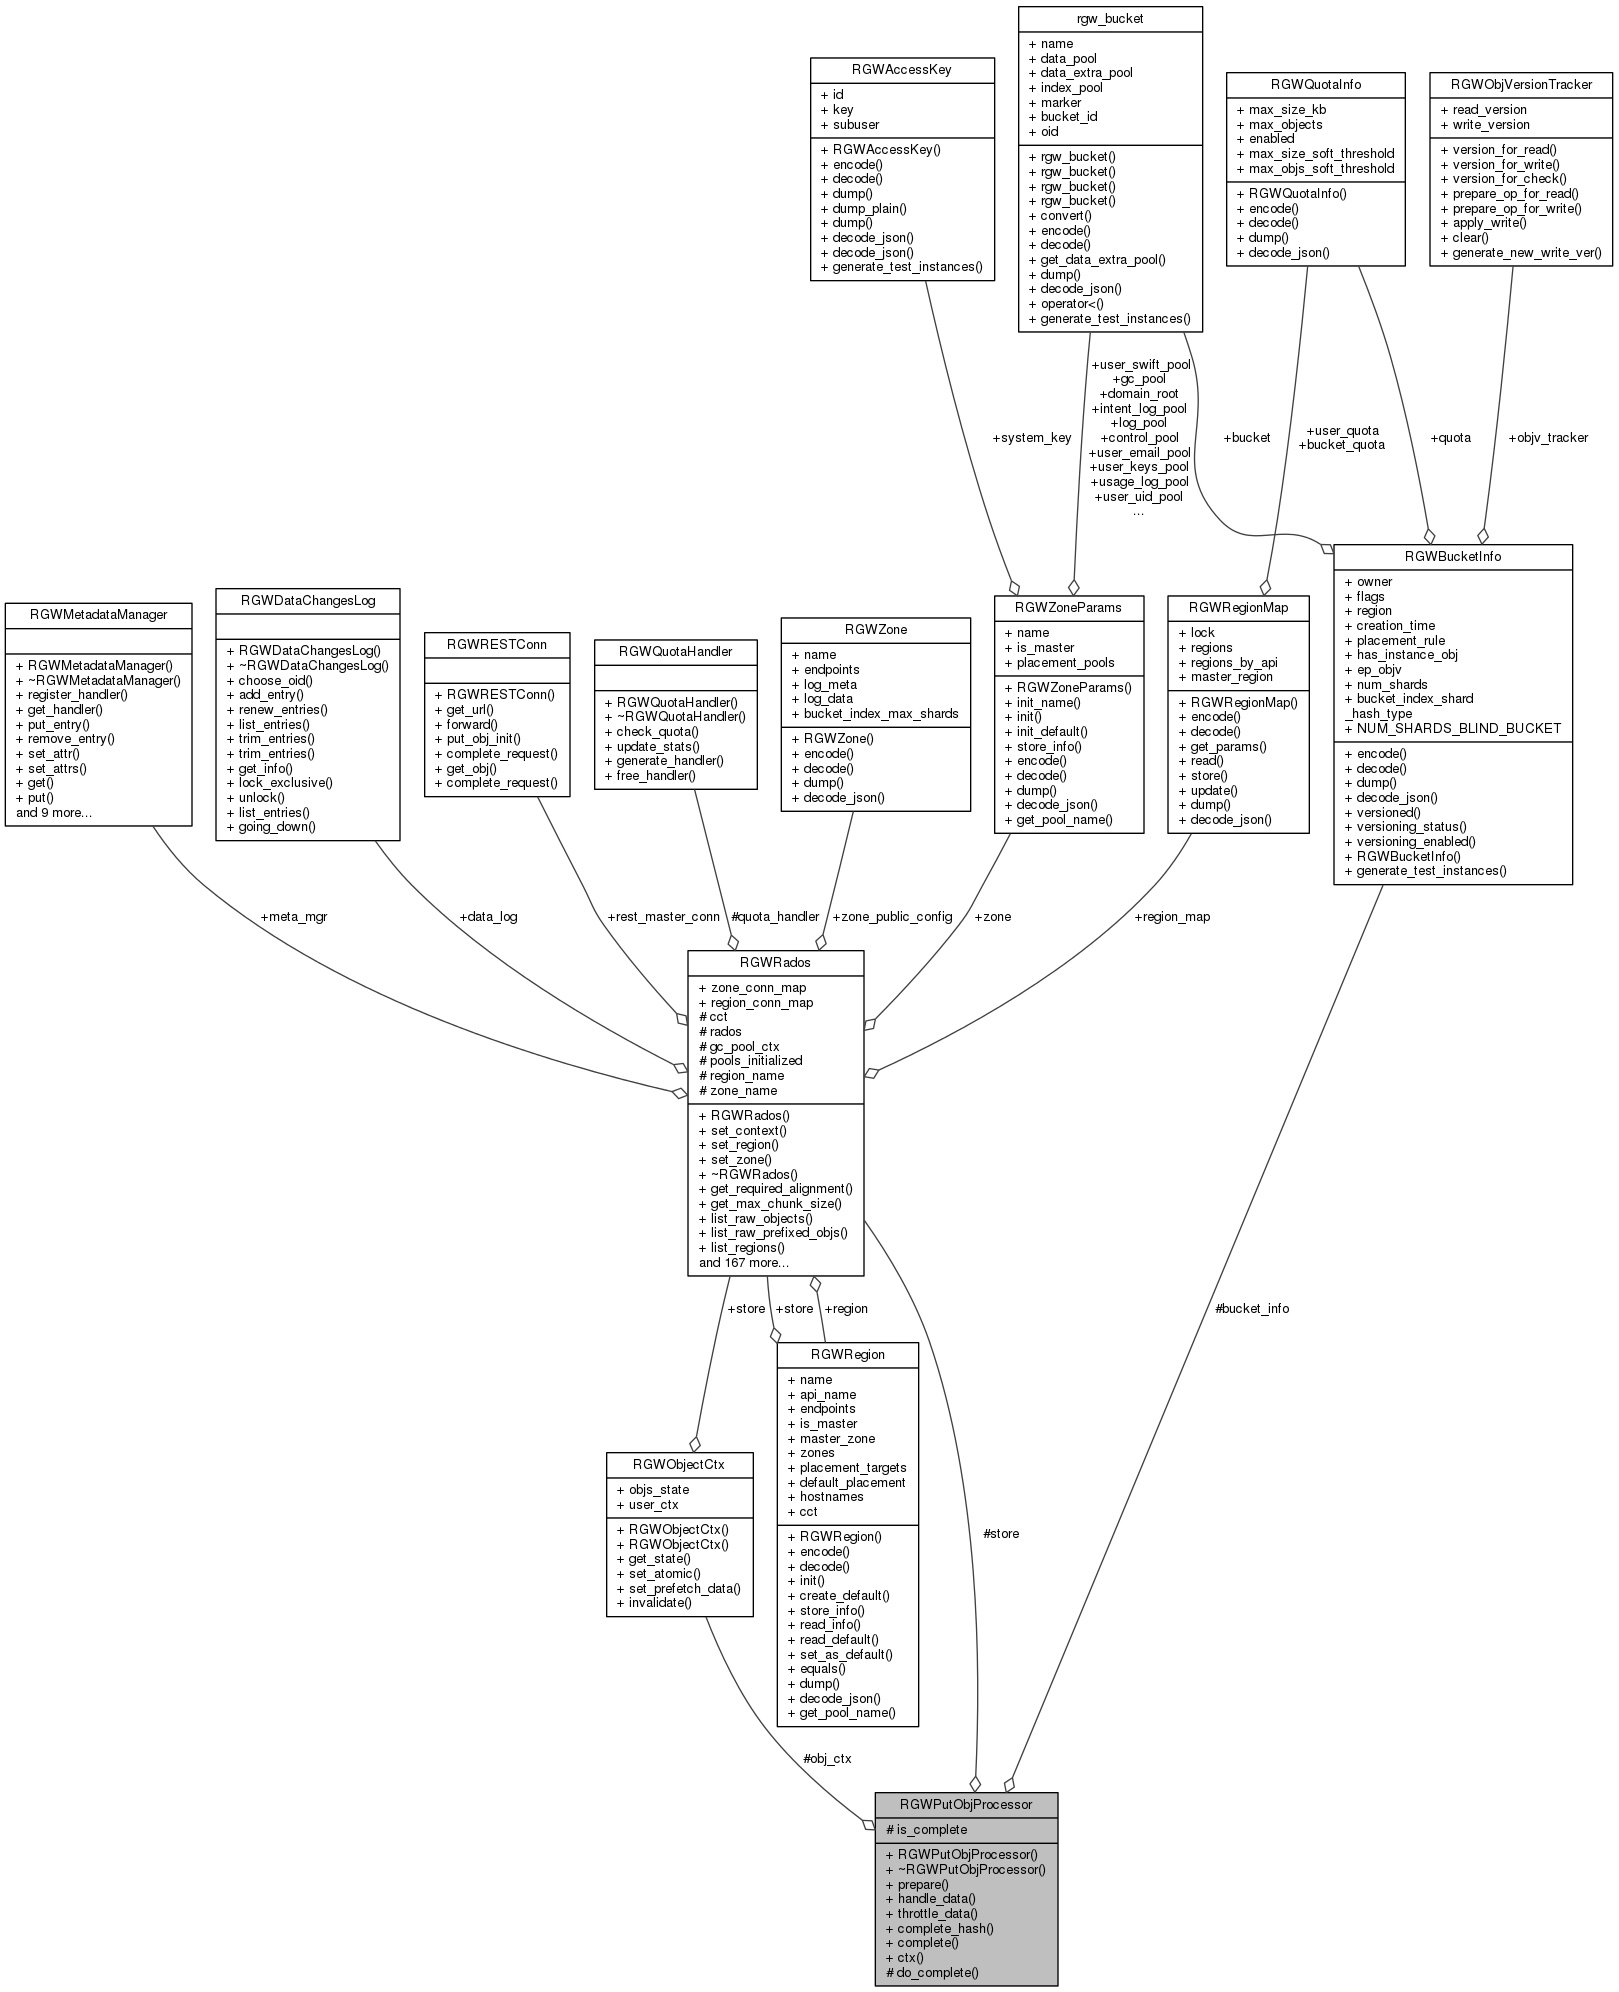 rgw_bucket
+ name
+ data_pool
+ data_extra_pool
+ index_pool
+ marker
+ bucket_id
+ oid
+ rgw_bucket()
+ rgw_bucket()
+ rgw_bucket()
+ rgw_bucket()
+ convert()
+ encode()
+ decode()
+ get_data_extra_pool()
+ dump()
+ decode_json()
+ operator<()
+ generate_test_instances()
RGWAccessKey
+ id
+ key
+ subuser
+ RGWAccessKey()
+ encode()
+ decode()
+ dump()
+ dump_plain()
+ dump()
+ decode_json()
+ decode_json()
+ generate_test_instances()
RGWQuotaInfo
+ max_size_kb
+ max_objects
+ enabled
+ max_size_soft_threshold
+ max_objs_soft_threshold
+ RGWQuotaInfo()
+ encode()
+ decode()
+ dump()
+ decode_json()
RGWObjVersionTracker
+ read_version
+ write_version
+ version_for_read()
+ version_for_write()
+ version_for_check()
+ prepare_op_for_read()
+ prepare_op_for_write()
+ apply_write()
+ clear()
+ generate_new_write_ver()
+system_key
+user_swift_pool
+gc_pool
+domain_root
+intent_log_pool
+log_pool
+control_pool
+user_email_pool
+user_keys_pool
+usage_log_pool
+user_uid_pool
...
+bucket
+user_quota
+bucket_quota
+quota
+objv_tracker
RGWMetadataManager
+ RGWMetadataManager()
+ ~RGWMetadataManager()
+ register_handler()
+ get_handler()
+ put_entry()
+ remove_entry()
+ set_attr()
+ set_attrs()
+ get()
+ put()
and 9 more...
RGWDataChangesLog
+ RGWDataChangesLog()
+ ~RGWDataChangesLog()
+ choose_oid()
+ add_entry()
+ renew_entries()
+ list_entries()
+ trim_entries()
+ trim_entries()
+ get_info()
+ lock_exclusive()
+ unlock()
+ list_entries()
+ going_down()
RGWRESTConn
+ RGWRESTConn()
+ get_url()
+ forward()
+ put_obj_init()
+ complete_request()
+ get_obj()
+ complete_request()
RGWQuotaHandler
+ RGWQuotaHandler()
+ ~RGWQuotaHandler()
+ check_quota()
+ update_stats()
+ generate_handler()
+ free_handler()
RGWZone
+ name
+ endpoints
+ log_meta
+ log_data
+ bucket_index_max_shards
+ RGWZone()
+ encode()
+ decode()
+ dump()
+ decode_json()
RGWZoneParams
+ name
+ is_master
+ placement_pools
+ RGWZoneParams()
+ init_name()
+ init()
+ init_default()
+ store_info()
+ encode()
+ decode()
+ dump()
+ decode_json()
+ get_pool_name()
RGWRegionMap
+ lock
+ regions
+ regions_by_api
+ master_region
+ RGWRegionMap()
+ encode()
+ decode()
+ get_params()
+ read()
+ store()
+ update()
+ dump()
+ decode_json()
RGWBucketInfo
+ owner
+ flags
+ region
+ creation_time
+ placement_rule
+ has_instance_obj
+ ep_objv
+ num_shards
+ bucket_index_shard
_hash_type
+ NUM_SHARDS_BLIND_BUCKET
+ encode()
+ decode()
+ dump()
+ decode_json()
+ versioned()
+ versioning_status()
+ versioning_enabled()
+ RGWBucketInfo()
+ generate_test_instances()
+meta_mgr
+data_log
+rest_master_conn
#quota_handler
+zone_public_config
+zone
+region_map
RGWRados
+ zone_conn_map
+ region_conn_map
# cct
# rados
# gc_pool_ctx
# pools_initialized
# region_name
# zone_name
+ RGWRados()
+ set_context()
+ set_region()
+ set_zone()
+ ~RGWRados()
+ get_required_alignment()
+ get_max_chunk_size()
+ list_raw_objects()
+ list_raw_prefixed_objs()
+ list_regions()
and 167 more...
+store
+store
+region
#bucket_info
RGWRegion
+ name
+ api_name
+ endpoints
+ is_master
+ master_zone
+ zones
+ placement_targets
+ default_placement
+ hostnames
+ cct
+ RGWRegion()
+ encode()
+ decode()
+ init()
+ create_default()
+ store_info()
+ read_info()
+ read_default()
+ set_as_default()
+ equals()
+ dump()
+ decode_json()
+ get_pool_name()
RGWObjectCtx
+ objs_state
+ user_ctx
+ RGWObjectCtx()
+ RGWObjectCtx()
+ get_state()
+ set_atomic()
+ set_prefetch_data()
+ invalidate()
#store
#obj_ctx
RGWPutObjProcessor
# is_complete
+ RGWPutObjProcessor()
+ ~RGWPutObjProcessor()
+ prepare()
+ handle_data()
+ throttle_data()
+ complete_hash()
+ complete()
+ ctx()
# do_complete()